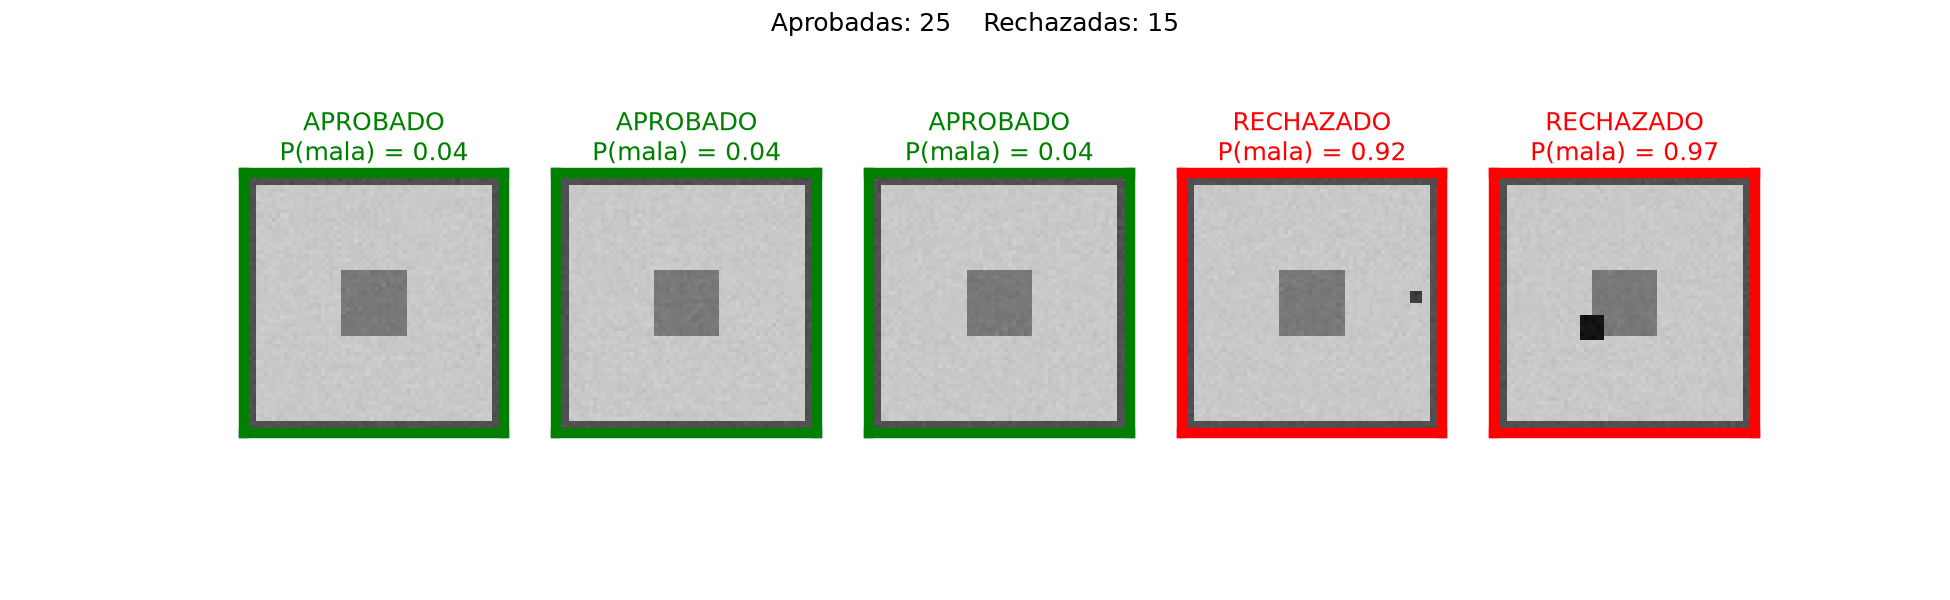 Aprobadas: 25    Rechazadas: 15
APROBADO
P(mala) = 0.04
APROBADO
P(mala) = 0.04
APROBADO
P(mala) = 0.04
RECHAZADO
P(mala) = 0.92
RECHAZADO
P(mala) = 0.97